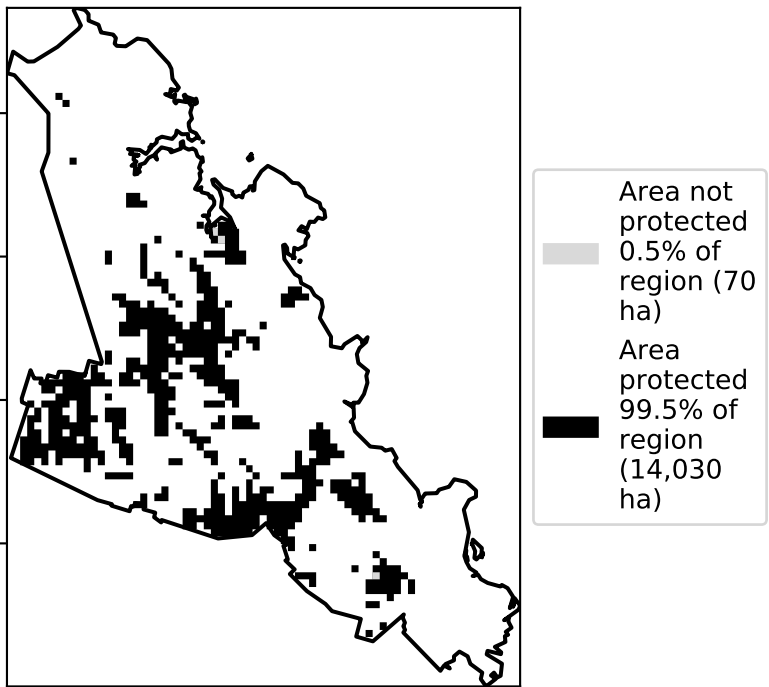 Area not
protected
0.5% of
region (70
ha)
Area
protected
99.5% of
region
(14,030
ha)